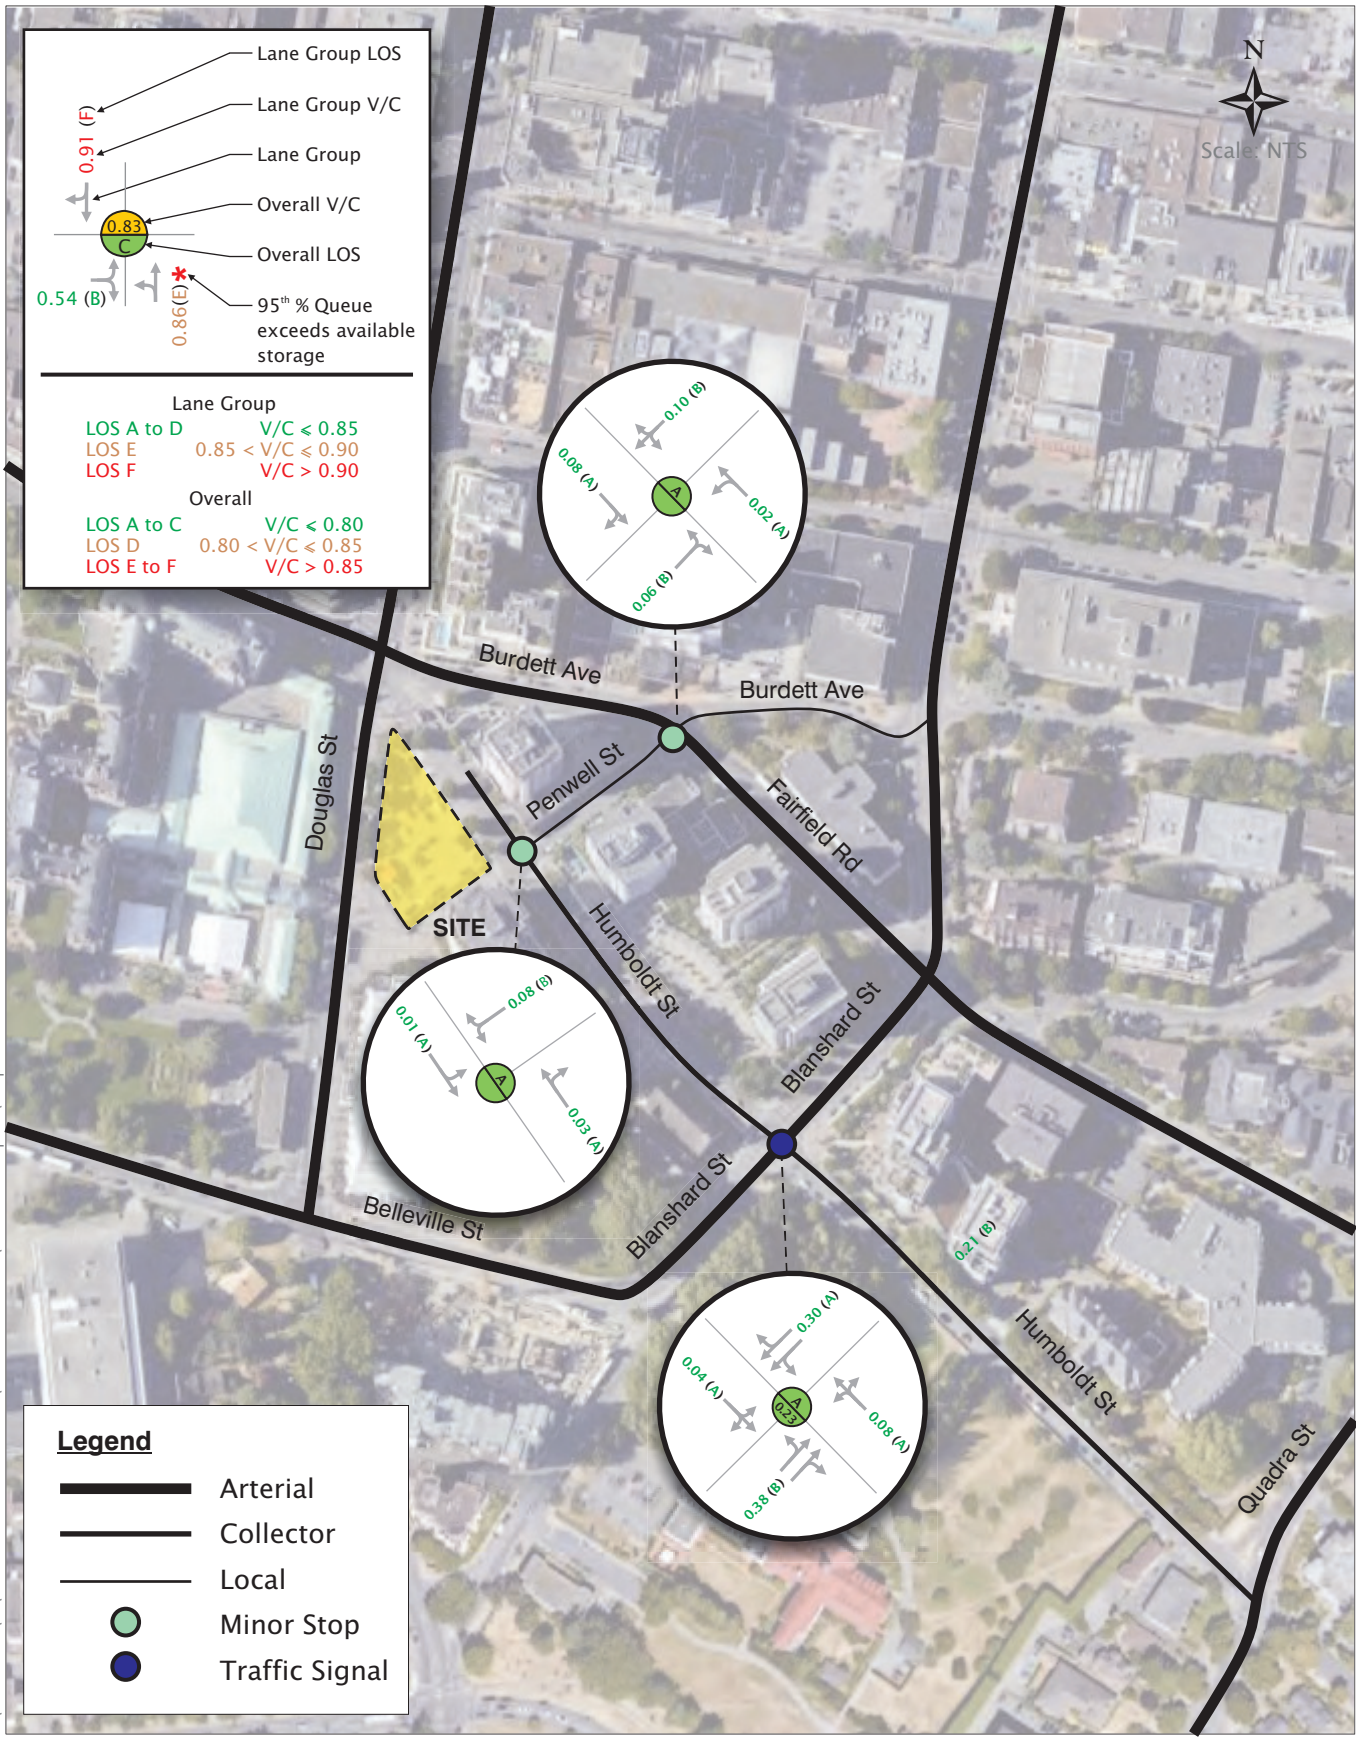 Lane Group LOS
Lane Group V/C
Lane Group
Overall V/C
Overall LOS
95th % Queue
exceeds available
storage
0.91 (F)
0.83
C
0.54 (B)
0.86(E)*
Lane Group
LOS A to D V/C ⩽ 0.85
LOS E 0.85 < V/C ⩽ 0.90
LOS F V/C > 0.90
Overall
LOS A to C V/C ⩽ 0.80
LOS D 0.80 < V/C ⩽ 0.85
LOS E to F V/C > 0.85
N
Scale: NTS
0.10 (B)
0.08 (A)
A
0.02 (A)
0.06 (B)
Burdett Ave
Burdett Ave
Douglas St
Penwell St
Fairfield Rd
SITE
Humboldt St
Blanshard St
0.08 (B)
0.01 (A)
A
0.03 (A)
Belleville St
Blanshard St
0.21 (B)
Humboldt St
0.30 (A)
0.04 (A)
A
0.23
0.08 (A)
0.38 (B)
Quadra St
Legend
Arterial
Collector
Local
Minor Stop
Traffic Signal